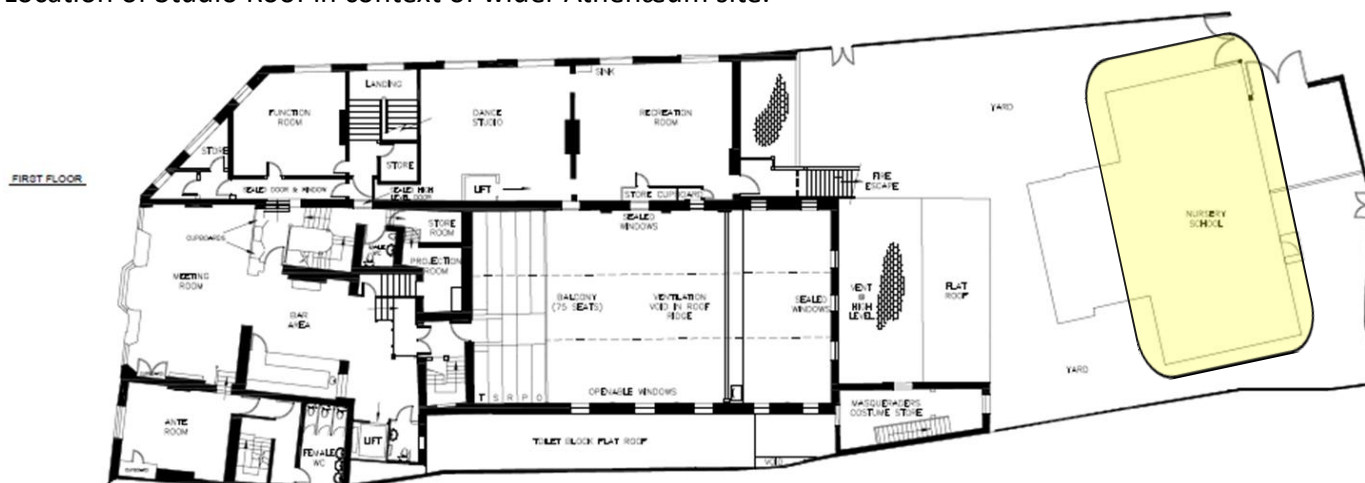 Location of Studio Roof in context of wider Athenæum site.
FIRST FLOOR
LANDING
FUNCTION
ROOM
STORE
STORE
DANCE
STUDIO
SINK
RECREATION
ROOM
YARD
SEALED DOOR & WINDOW
SEALED HIGH
LEVEL DOOR
LIFT
STORE CUPBOARD
FIRE
ESCAPE
NURSERY
SCHOOL
CUPBOARDS
MALE
WC
STORE
ROOM
SEALED
WINDOWS
PROJECTION
ROOM
MEETING
ROOM
BAR
AREA
BALCONY
(75 SEATS)
VENTILATION
VOID IN ROOF
RIDGE
SEALED
WINDOWS
VENT
@
HIGH
LEVEL
FLAT
ROOF
YARD
T S R P O
OPENABLE WINDOWS
MASQUERADERS
COSTUME STORE
ANTE
ROOM
CUPBOARD
FEMALE
WC
LIFT
TOILET BLOCK FLAT ROOF
VOID